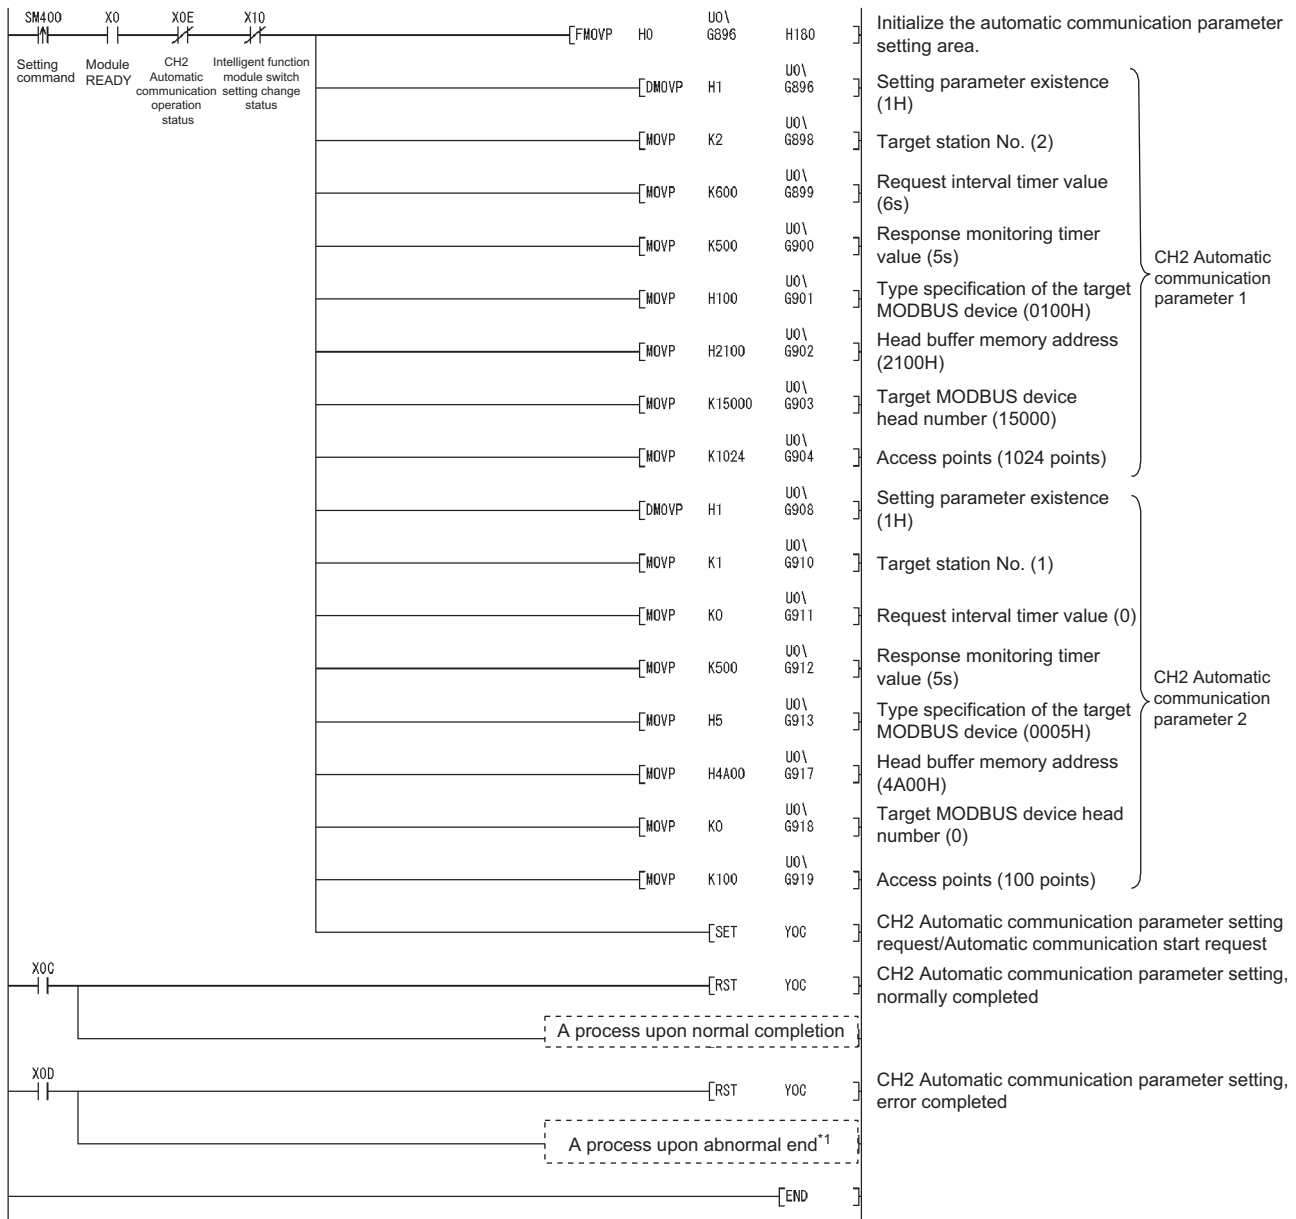 SM400 X0 X0E X10
Setting command
Module READY
CH2 Automatic communication operation status
Intelligent function module switch setting change status
FMOVP H0 U0\G896 H180
Initialize the automatic communication parameter
setting area.
DMOVP H1 U0\G896
Setting parameter existence
(1H)
MOVP K2 U0\G898
Target station No. (2)
MOVP K600 U0\G899
Request interval timer value
(6s)
MOVP K500 U0\G900
Response monitoring timer
value (5s)
MOVP H100 U0\G901
Type specification of the target
MODBUS device (0100H)
MOVP H2100 U0\G902
Head buffer memory address
(2100H)
MOVP K15000 U0\G903
Target MODBUS device
head number (15000)
MOVP K1024 U0\G904
Access points (1024 points)
CH2 Automatic
communication
parameter 1
DMOVP H1 U0\G908
Setting parameter existence
(1H)
MOVP K1 U0\G910
Target station No. (1)
MOVP K0 U0\G911
Request interval timer value (0)
MOVP K500 U0\G912
Response monitoring timer
value (5s)
MOVP H5 U0\G913
Type specification of the target
MODBUS device (0005H)
MOVP H4A00 U0\G917
Head buffer memory address
(4A00H)
MOVP K0 U0\G918
Target MODBUS device head
number (0)
MOVP K100 U0\G919
Access points (100 points)
CH2 Automatic
communication
parameter 2
SET Y0C
CH2 Automatic communication parameter setting
request/Automatic communication start request
X0C
RST Y0C
CH2 Automatic communication parameter setting,
normally completed
A process upon normal completion
X0D
RST Y0C
CH2 Automatic communication parameter setting,
error completed
A process upon abnormal end*1
END